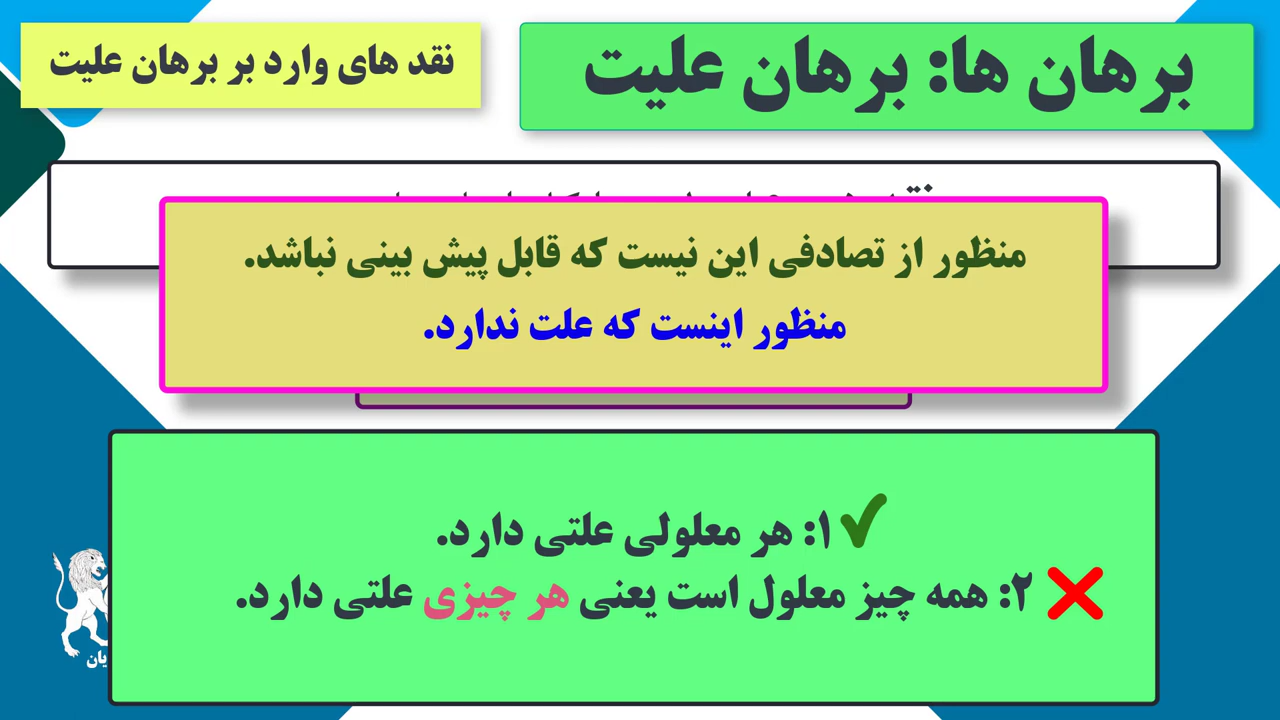 برهان ها: برهان علیت
نقد های وارد بر برهان علیت
منظور از تصادفی این نیست که قابل پیش بینی نباشد.
منظور اینست که علت ندارد.
۱: هر معلولی علتی دارد.
۲: همه چیز معلول است یعنی هر چیزی علتی دارد.